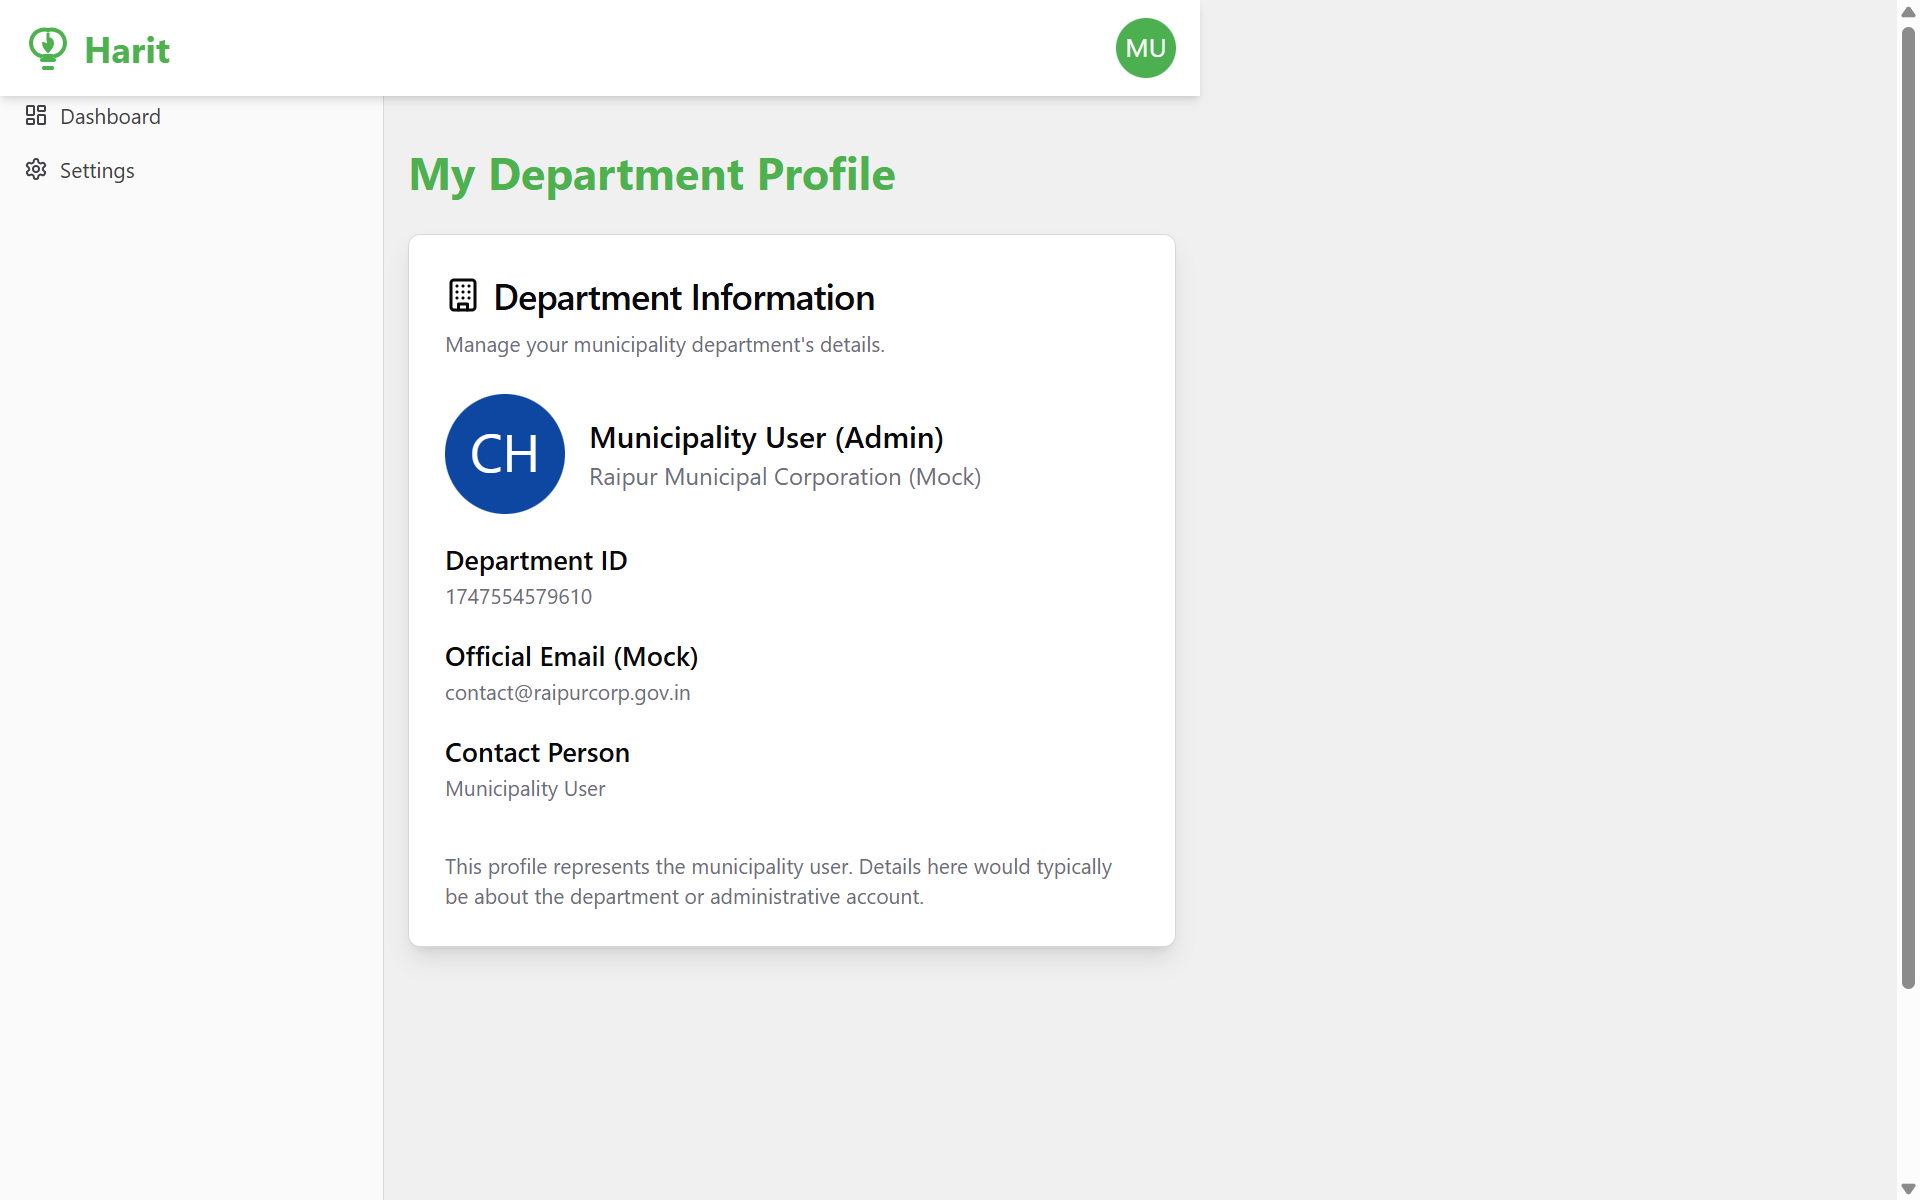 Harit
MU
Dashboard
Settings
My Department Profile
Department Information
Manage your municipality department's details.
CH
Municipality User (Admin)
Raipur Municipal Corporation (Mock)
Department ID
1747554579610
Official Email (Mock)
contact@raipurcorp.gov.in
Contact Person
Municipality User
This profile represents the municipality user. Details here would typically
be about the department or administrative account.